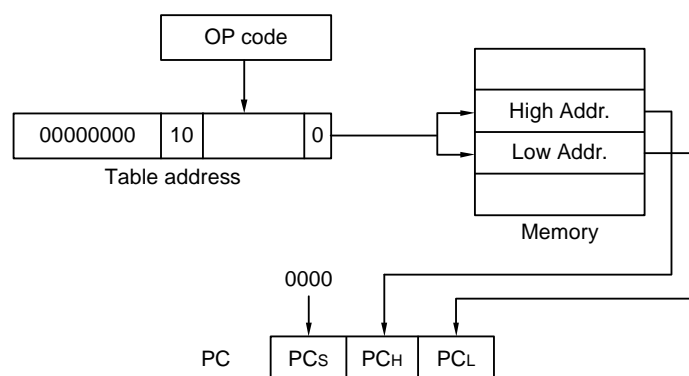 OP code
00000000 10 0
Table address
High Addr.
Low Addr.
Memory
0000
PC PCS PCH PCL